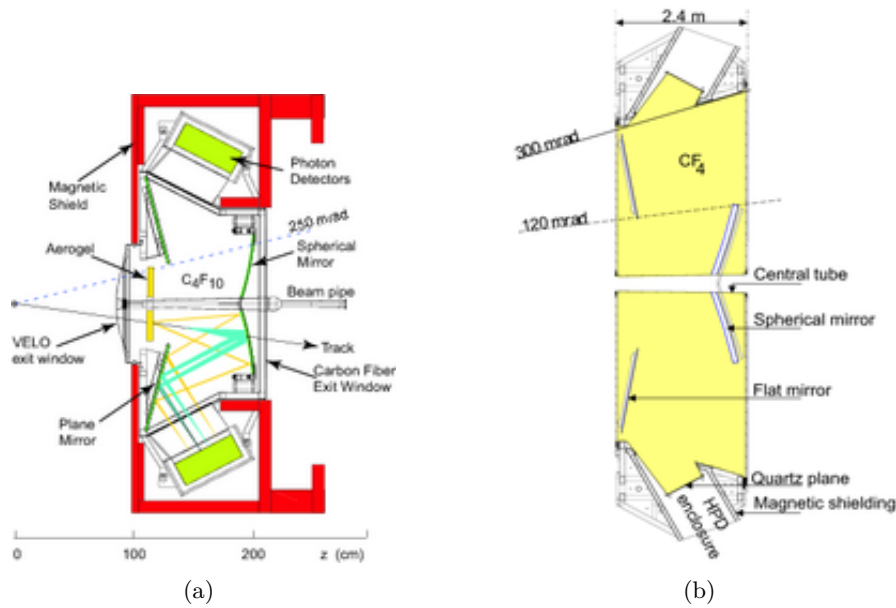 Magnetic
Shield
Photon
Detectors
250 mrad
Aerogel
Spherical
Mirror
C4F10
Beam pipe
VELO
exit window
Track
Carbon Fiber
Exit Window
Plane
Mirror
0
100
200
z (cm)
(a)
2.4 m
300 mrad
CF4
120 mrad
Central tube
Spherical mirror
Flat mirror
Quartz plane
Magnetic shielding
HPD
enclosure
(b)